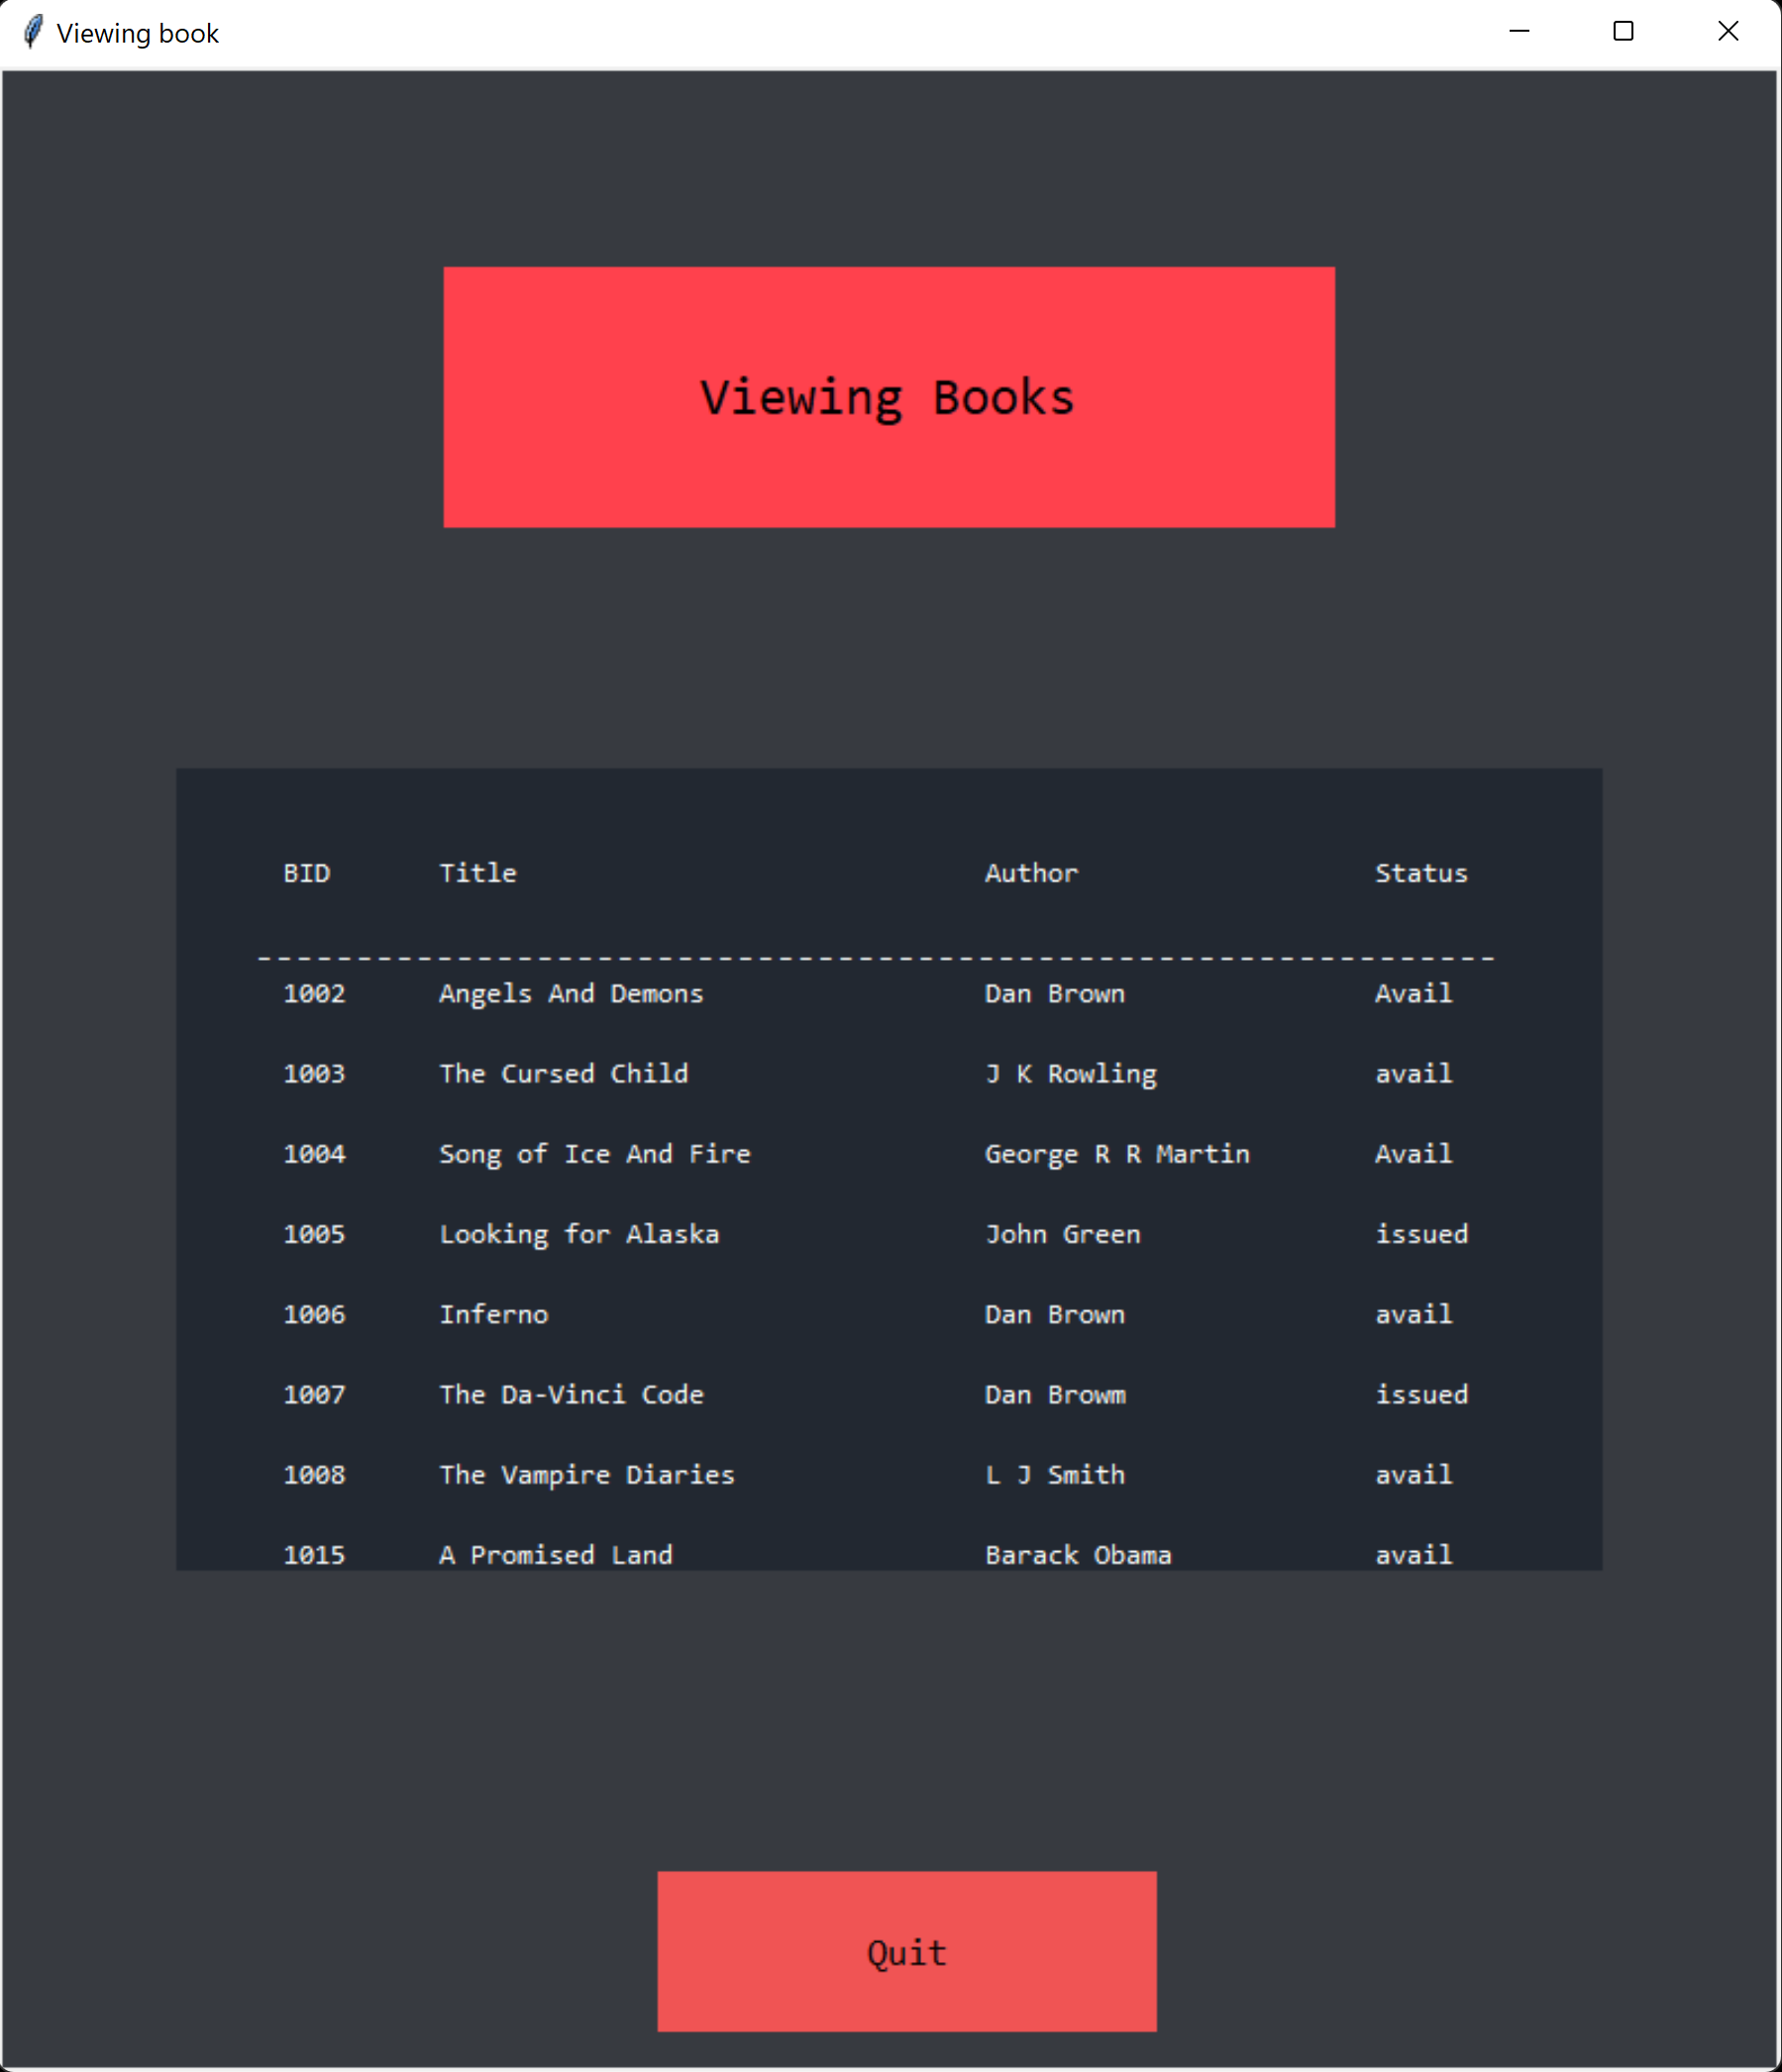 Viewing book
Viewing Books
BID Title Author Status
--------------------------------------------------------------
1002 Angels And Demons Dan Brown Avail
1003 The Cursed Child J K Rowling avail
1004 Song of Ice And Fire George R R Martin Avail
1005 Looking for Alaska John Green issued
1006 Inferno Dan Brown avail
1007 The Da-Vinci Code Dan Browm issued
1008 The Vampire Diaries L J Smith avail
1015 A Promised Land Barack Obama avail
Quit